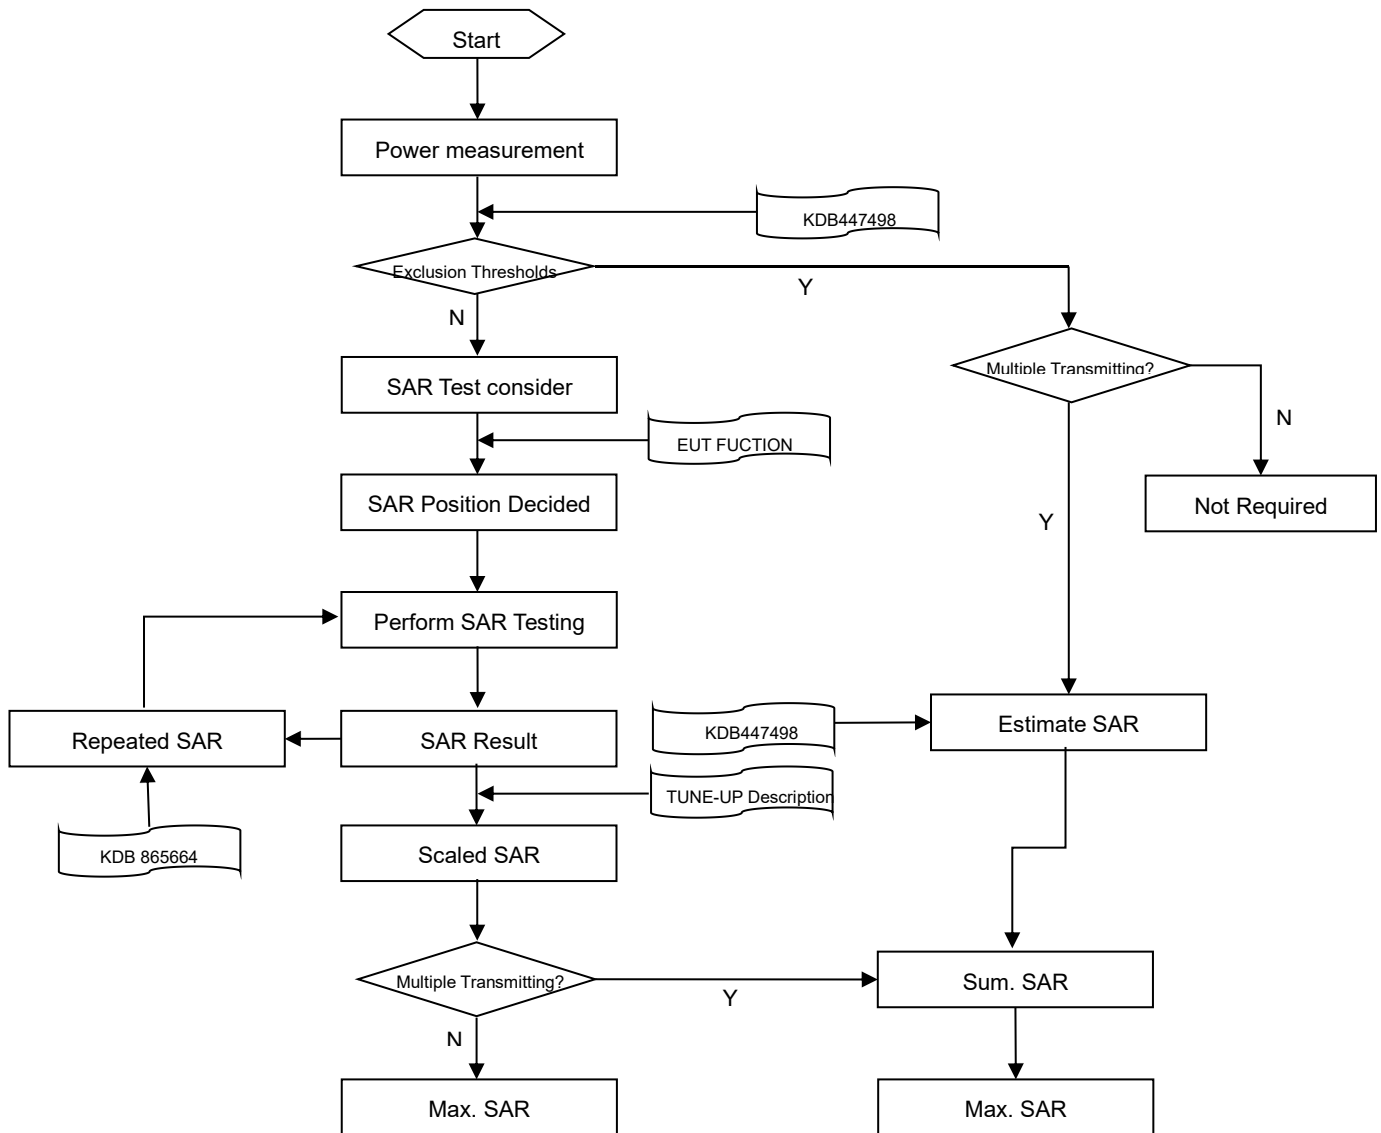 Start
Power measurement
KDB447498
Exclusion Thresholds
Y
N
Multiple Transmitting?
SAR Test consider
N
EUT FUCTION
SAR Position Decided
Not Required
Y
Perform SAR Testing
Repeated SAR
SAR Result
KDB447498
Estimate SAR
TUNE-UP Description
KDB 865664
Scaled SAR
Multiple Transmitting?
Y
Sum. SAR
N
Max. SAR
Max. SAR